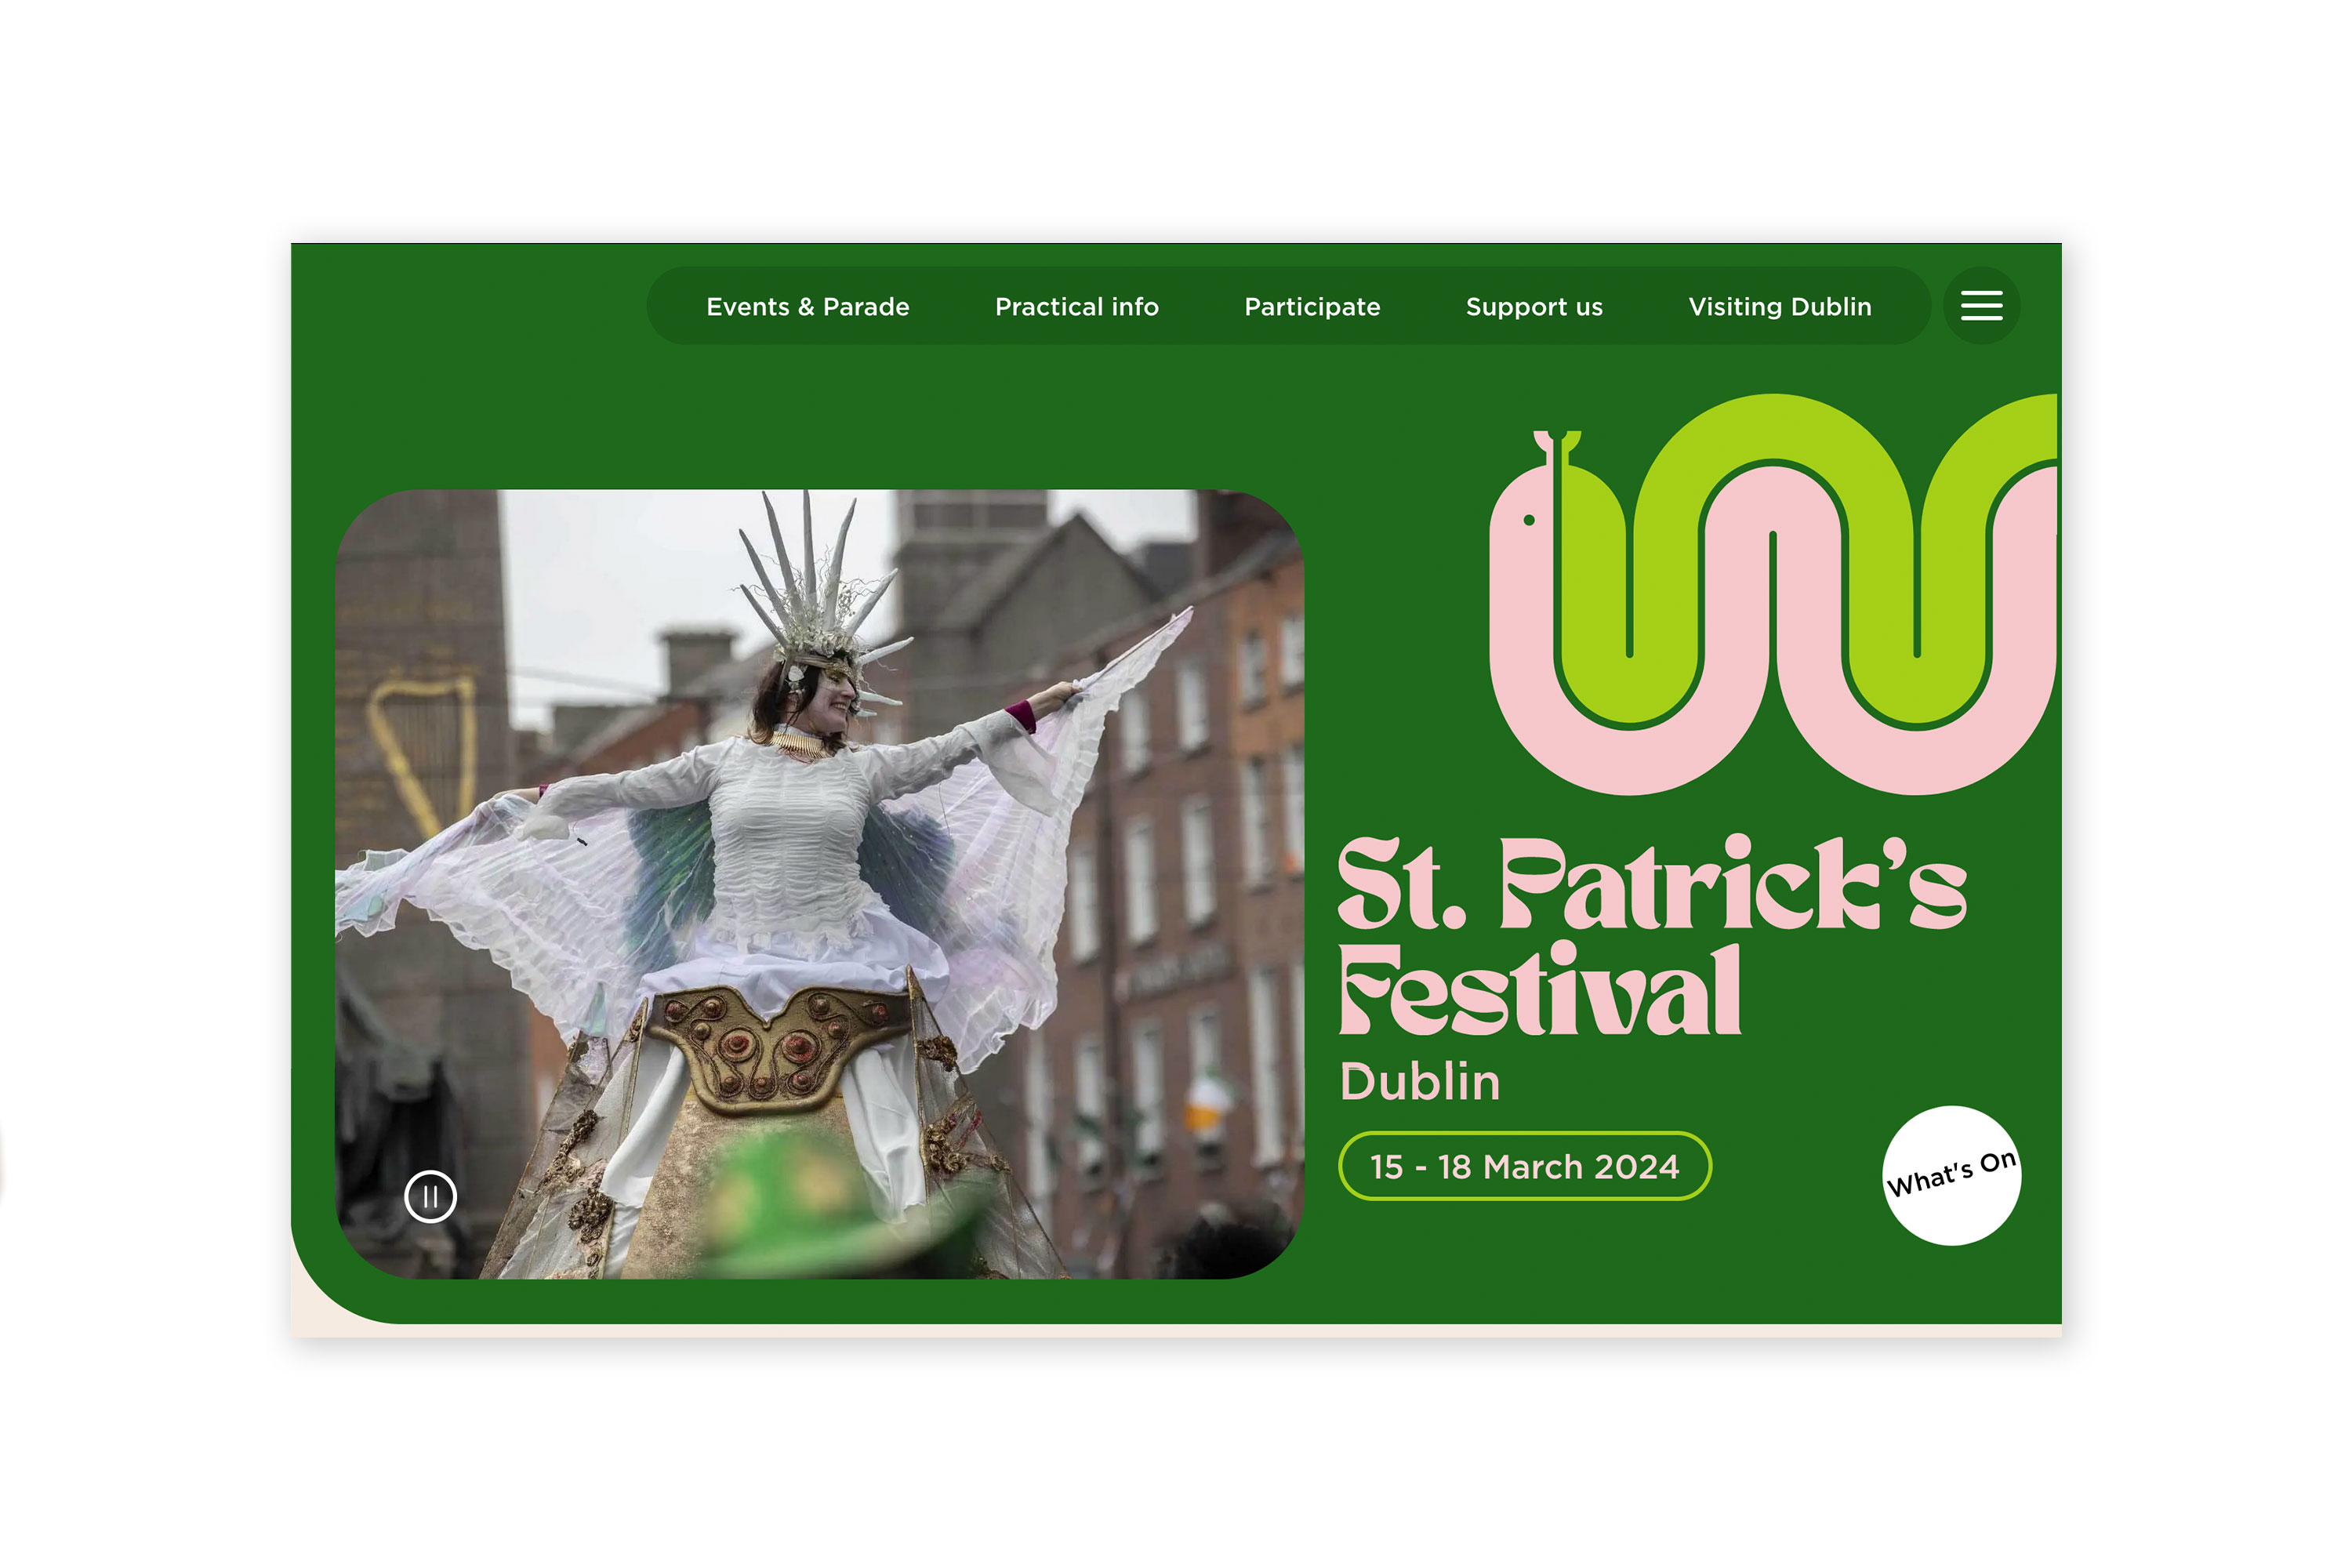 Events & Parade
Practical info
Participate
Support us
Visiting Dublin
St. Patrick's
Festival
Dublin
15 - 18 March 2024
What's On